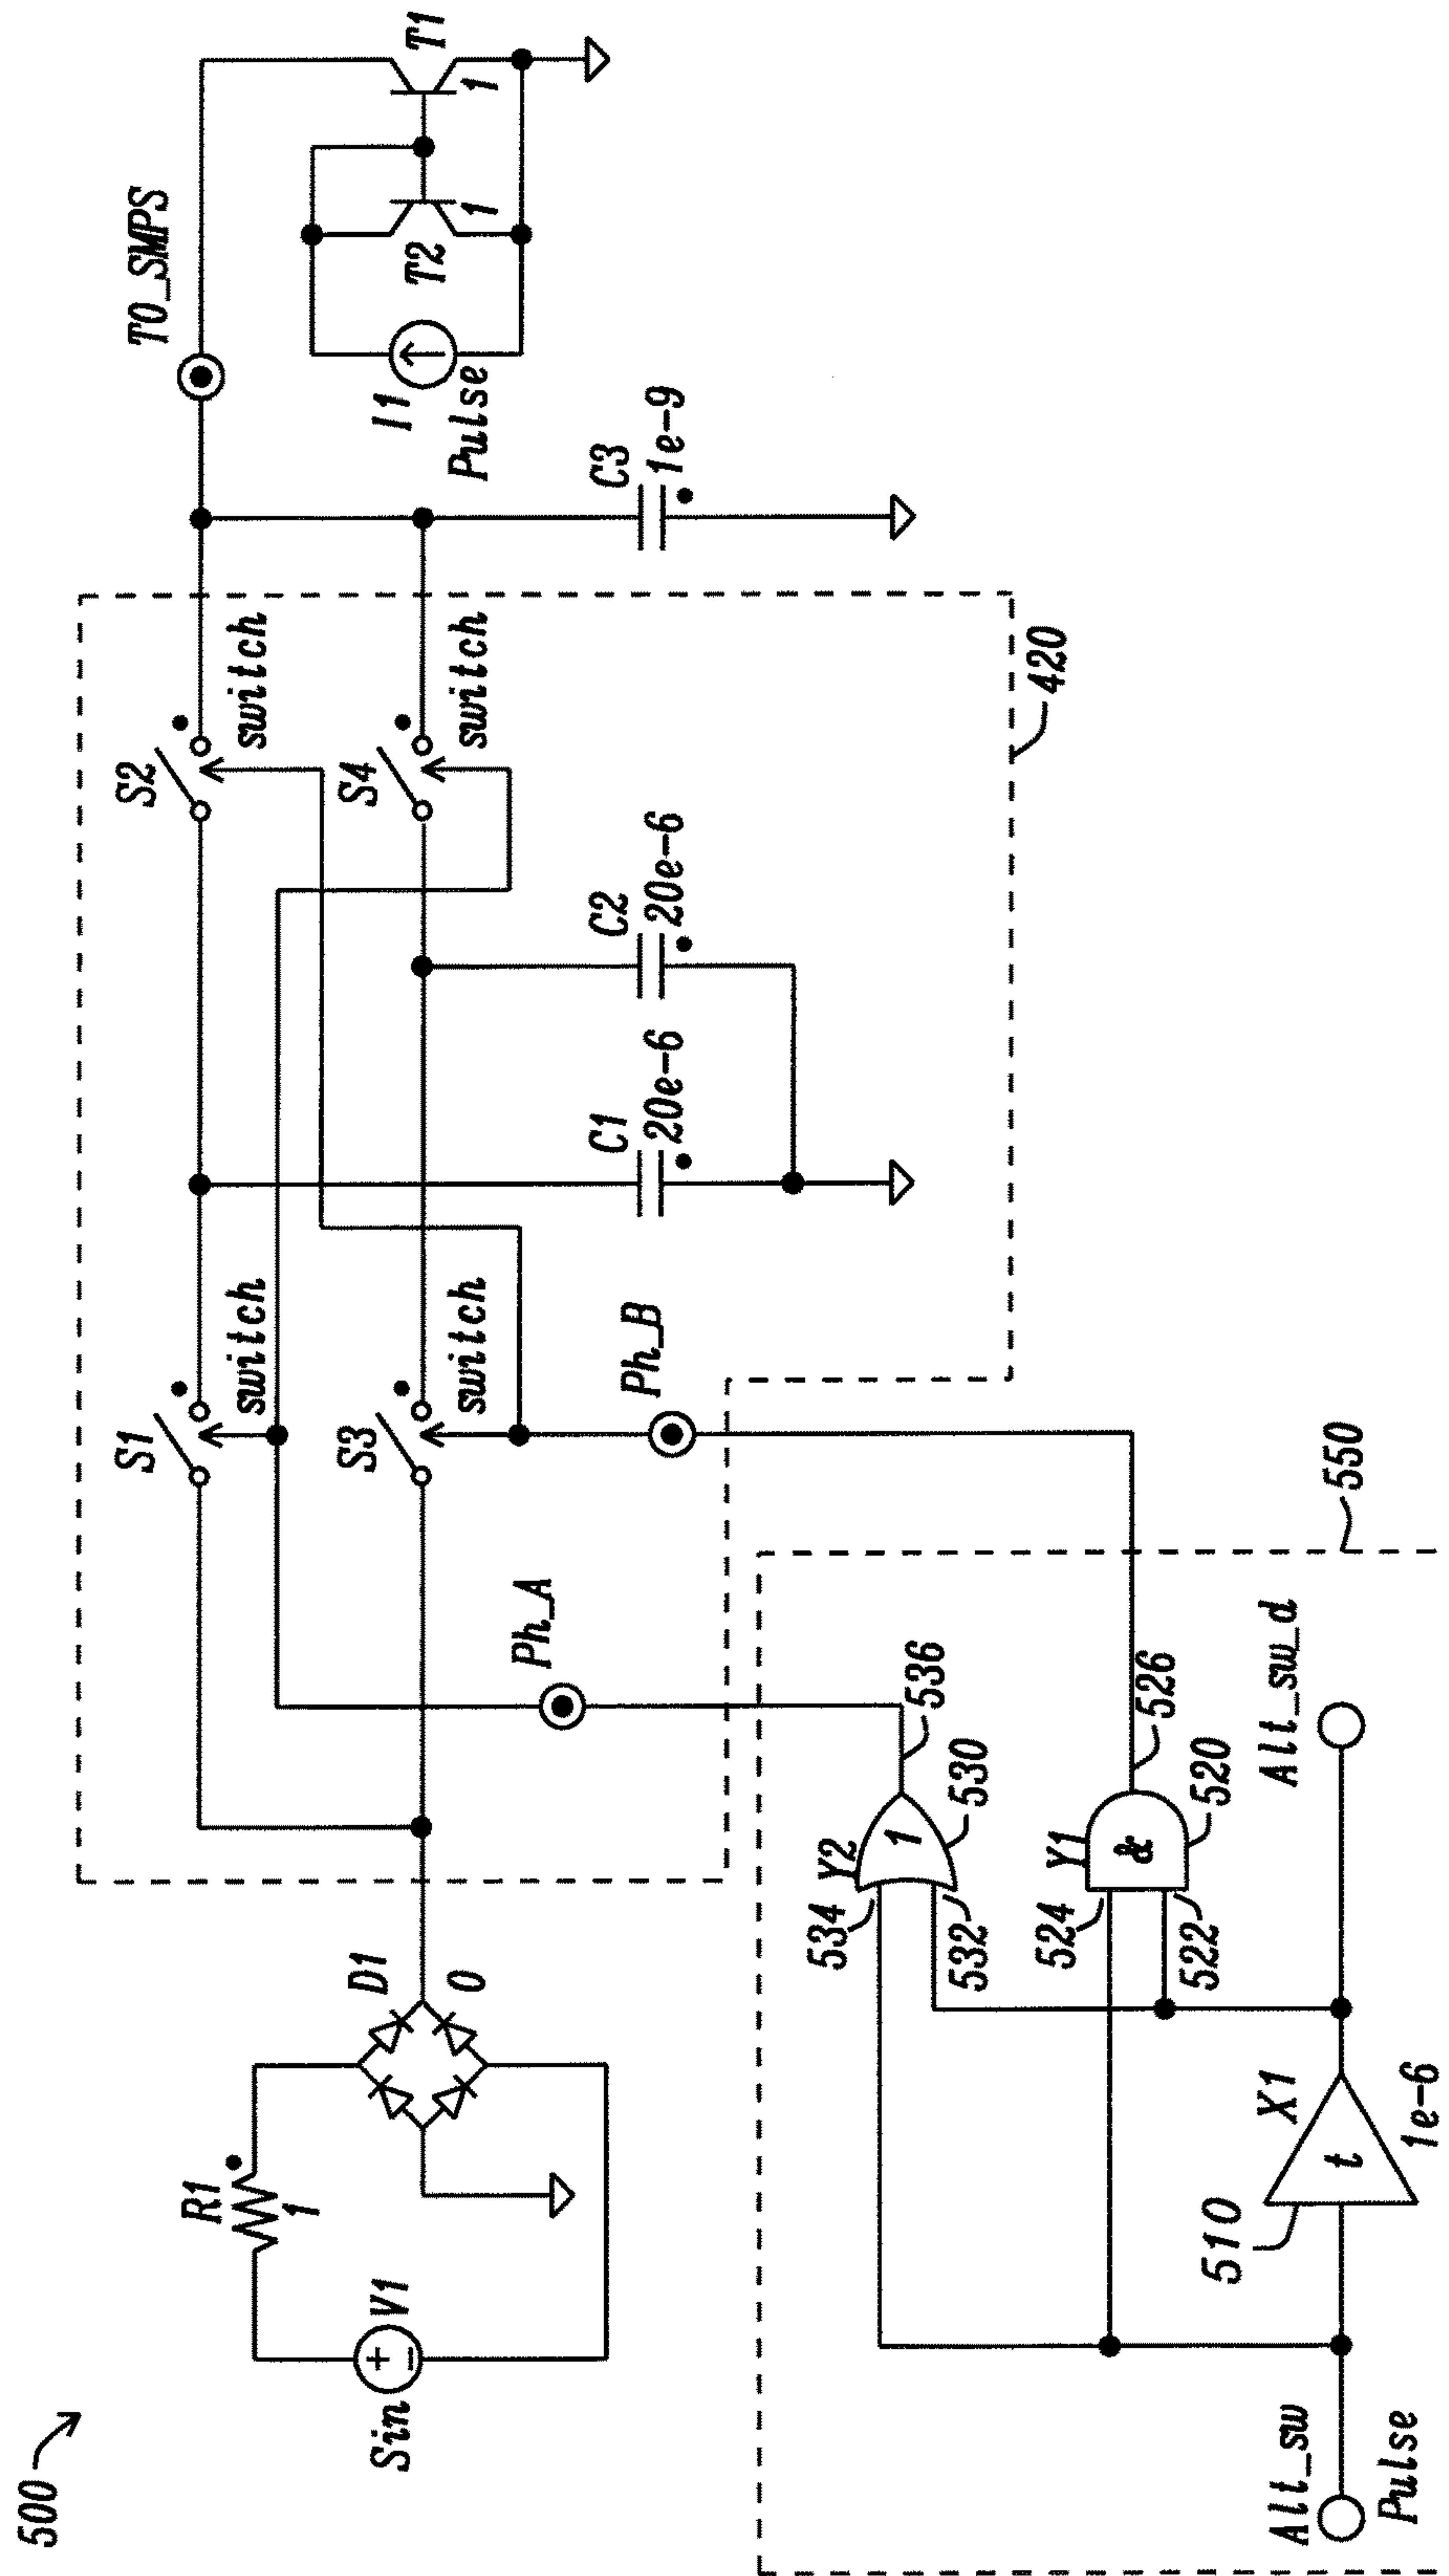 500
Sin
V1
R1
1
D1
0
S1
switch
S2
switch
S3
switch
S4
switch
Ph_A
Ph_B
C1
20e-6
C2
20e-6
420
C3
1e-9
TO_SMPS
I1
Pulse
T2
1
T1
1
Alt_sw
Pulse
510
t
X1
1e-6
Alt_sw_d
534
532
Y2
1
530
536
524
522
Y1
&
520
526
550